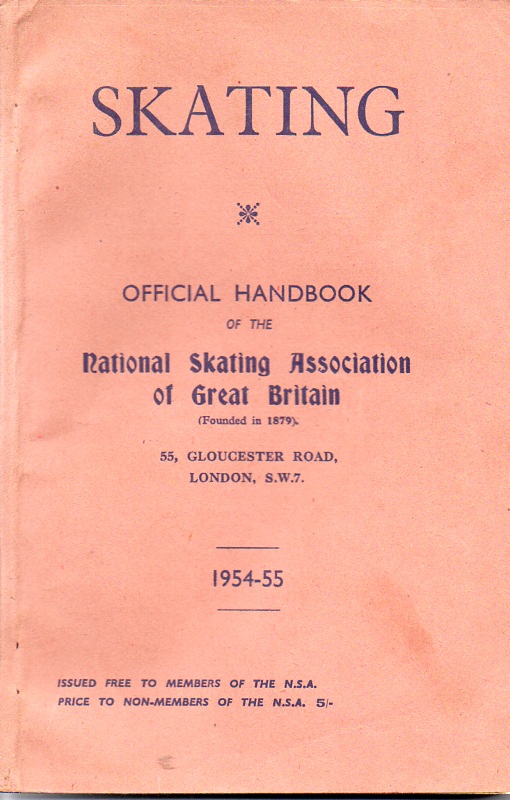 SKATING
OFFICIAL HANDBOOK
OF THE
National Skating Association
of Great Britain
(Founded in 1879).
55, GLOUCESTER ROAD,
LONDON, S.W.7.
1954-55
ISSUED FREE TO MEMBERS OF THE N.S.A.
PRICE TO NON-MEMBERS OF THE N.S.A. 5/-